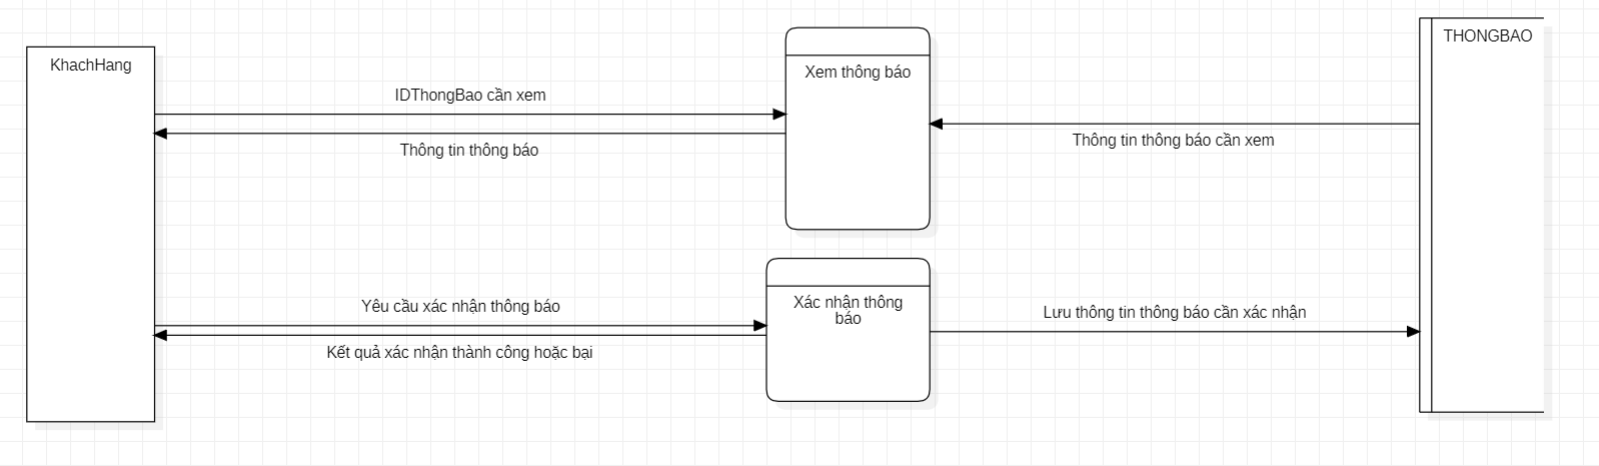 KhachHang
IDThongBao cần xem
Thông tin thông báo
Xem thông báo
Thông tin thông báo cần xem
THONGBAO
Yêu cầu xác nhận thông báo
Kết quả xác nhận thành công hoặc bại
Xác nhận thông
báo
Lưu thông tin thông báo cần xác nhận